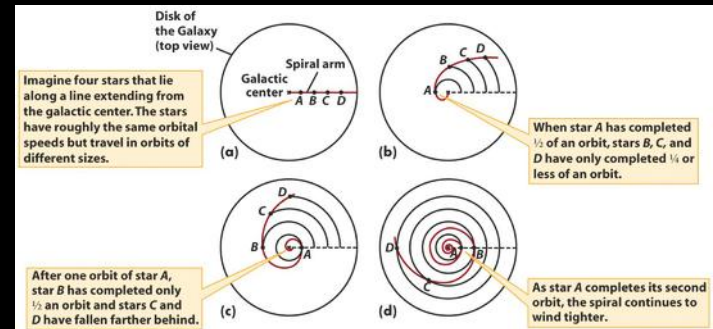 Disk of
the Galaxy
(top view)
Imagine four stars that lie
along a line extending from
the galactic center. The stars
have roughly the same orbital
speeds but travel in orbits of
different sizes.
Spiral arm
Galactic
center
A B C D
(a)
B C D
A
(b)
When star A has completed
½ of an orbit, stars B, C, and
D have only completed ¼ or
less of an orbit.
D
C
B A
(c)
After one orbit of star A,
star B has completed only
½ an orbit and stars C and
D have fallen farther behind.
D A B
C
(d)
As star A completes its second
orbit, the spiral continues to
wind tighter.